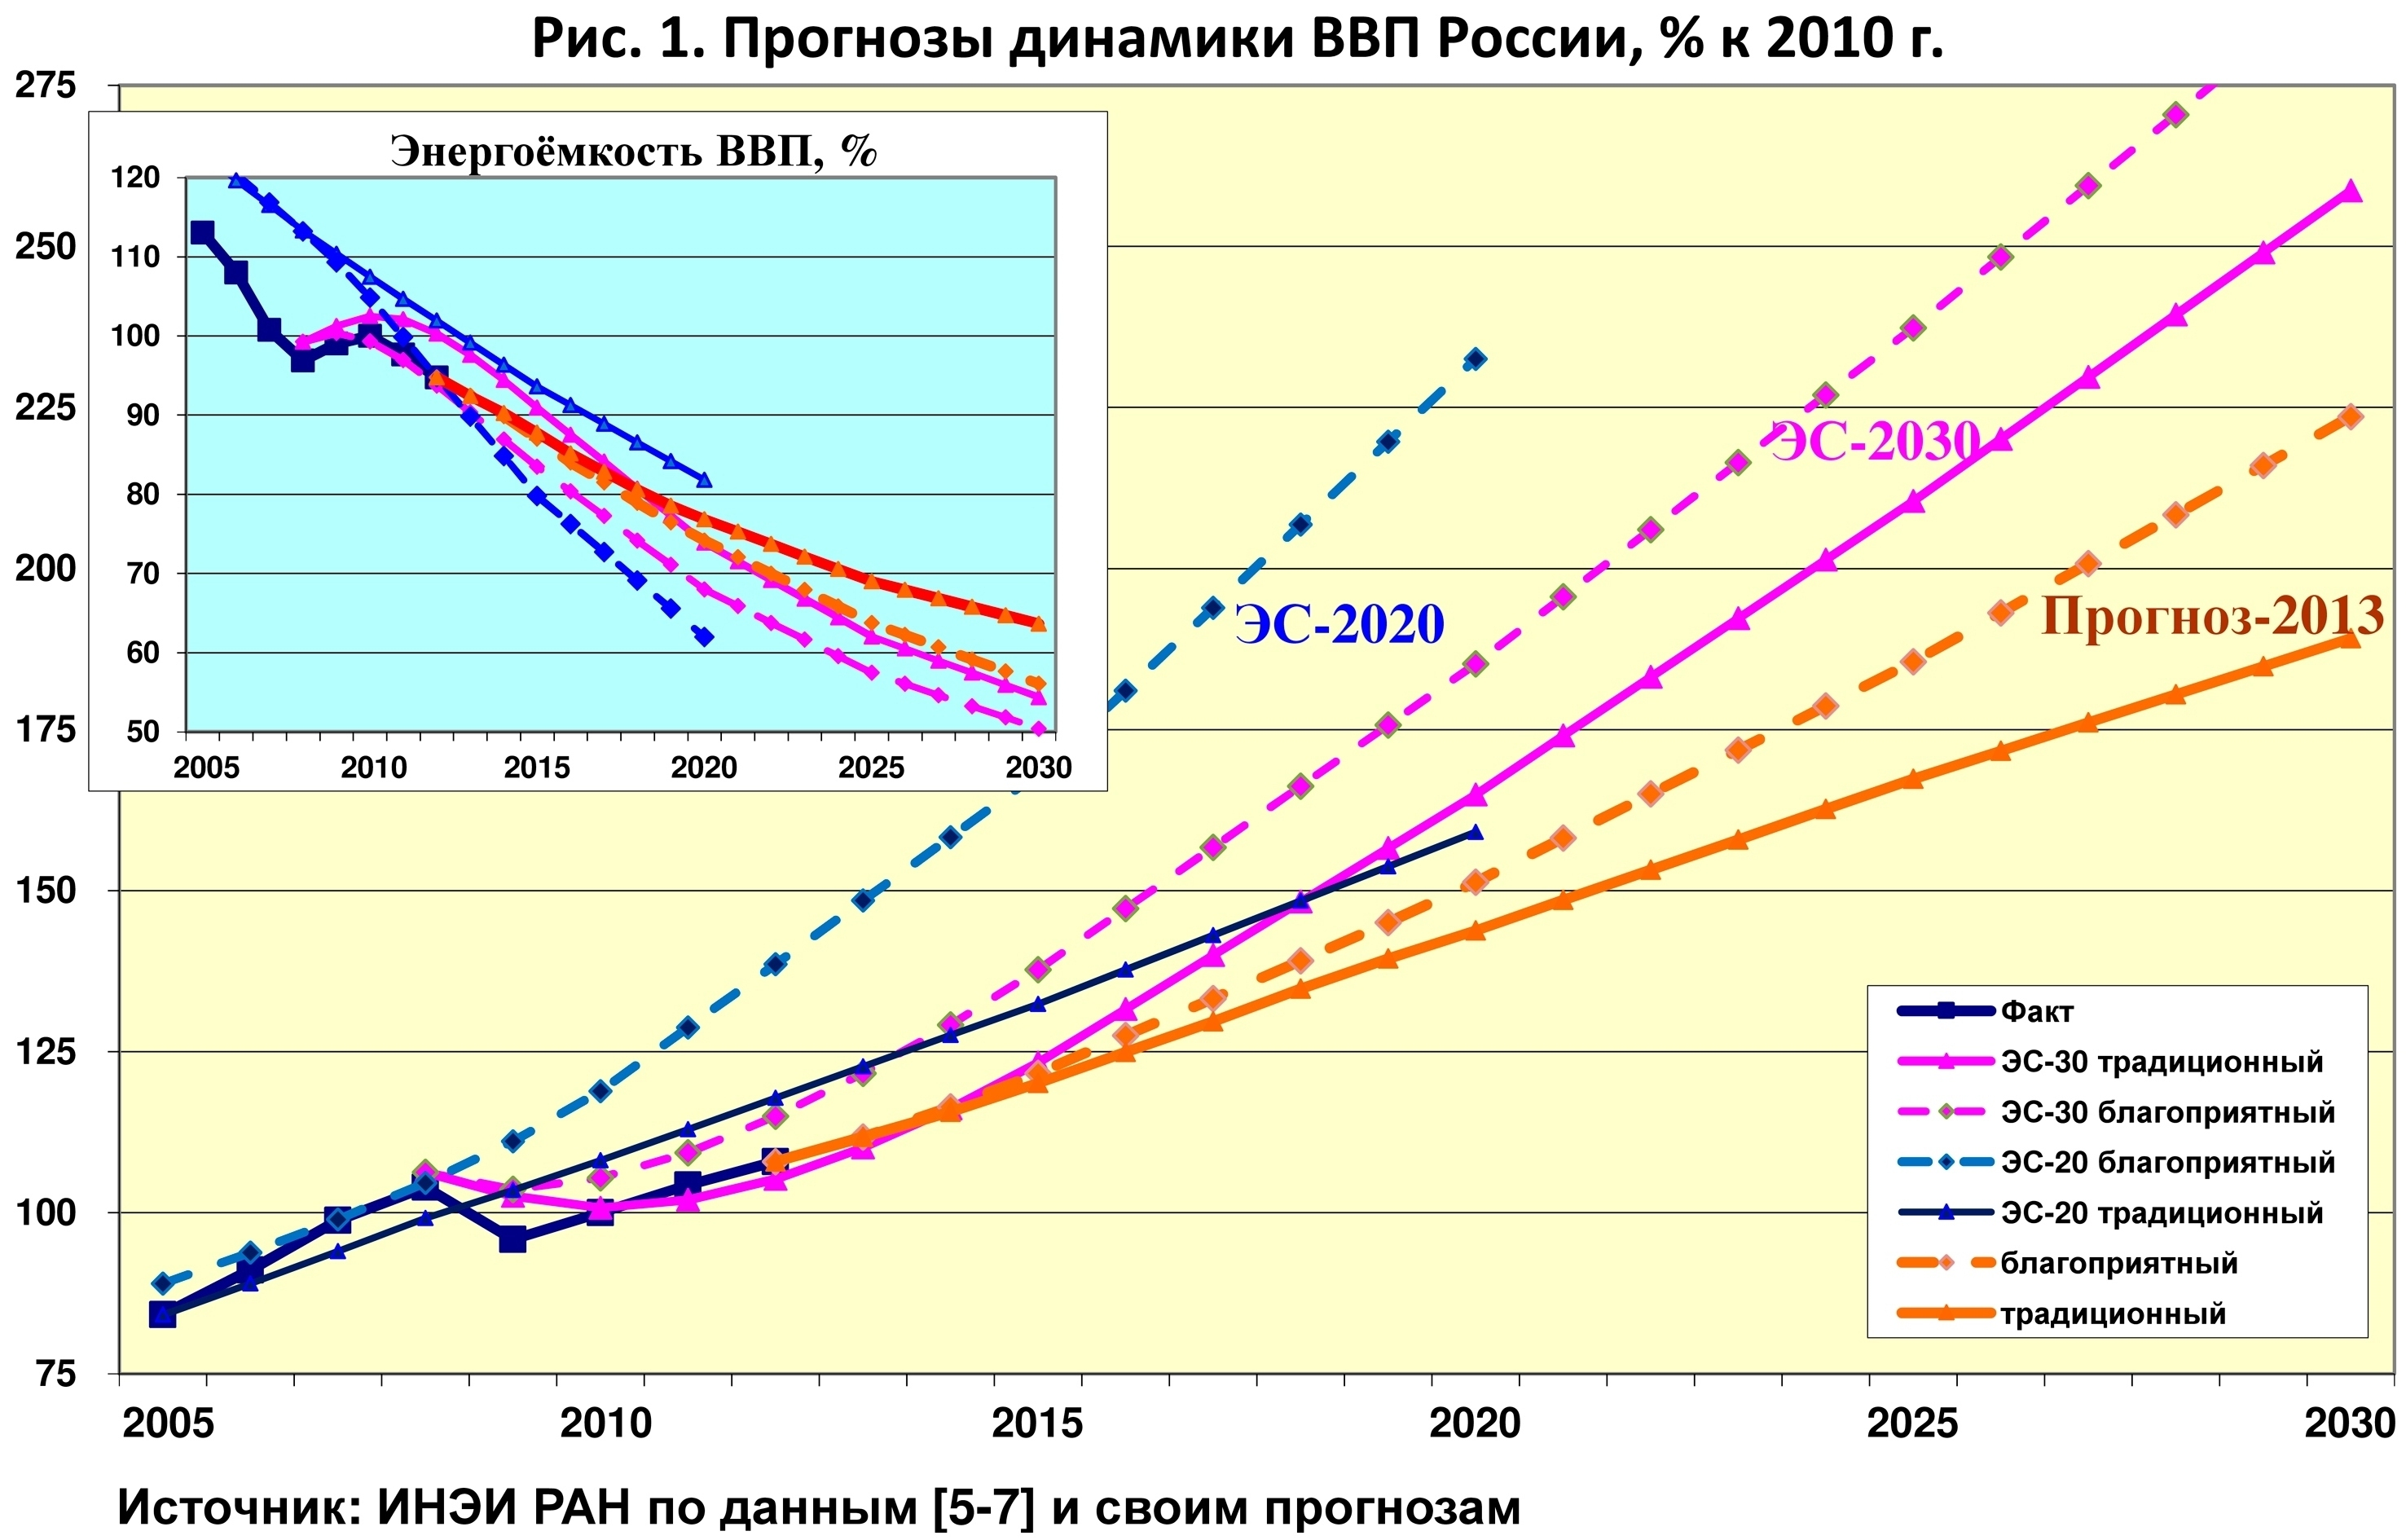 Рис. 1. Прогнозы динамики ВВП России, % к 2010 г.
275
250
225
200
175
150
125
100
75
Энергоёмкость ВВП, %
120
110
100
90
80
70
60
50
2005 2010 2015 2020 2025 2030
ЭС-2030
ЭС-2020
Прогноз-2013
Факт
ЭС-30 традиционный
ЭС-30 благоприятный
ЭС-20 благоприятный
ЭС-20 традиционный
благоприятный
традиционный
2005 2010 2015 2020 2025 2030
Источник: ИНЭИ РАН по данным [5-7] и своим прогнозам